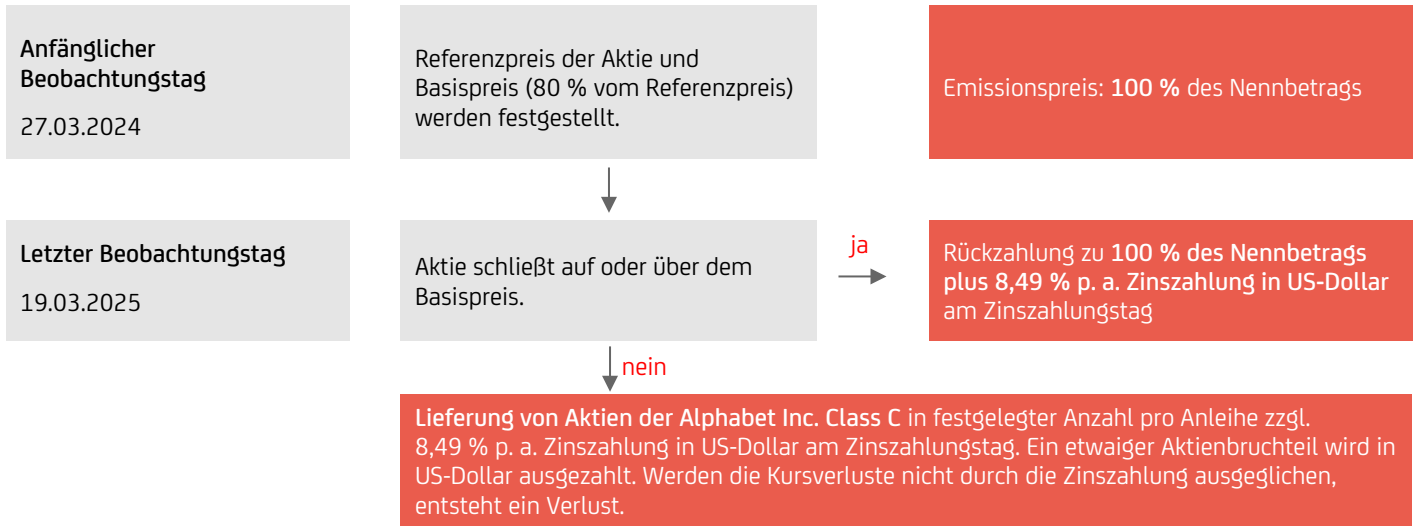 Anfänglicher
Beobachtungstag
27.03.2024
Referenzpreis der Aktie und
Basispreis (80 % vom Referenzpreis)
werden festgestellt.
Emissionspreis: 100 % des Nennbetrags
Letzter Beobachtungstag
19.03.2025
Aktie schließt auf oder über dem
Basispreis.
ja
Rückzahlung zu 100 % des Nennbetrags
plus 8,49 % p. a. Zinszahlung in US-Dollar
am Zinszahlungstag
nein
Lieferung von Aktien der Alphabet Inc. Class C in festgelegter Anzahl pro Anleihe zzgl.
8,49 % p. a. Zinszahlung in US-Dollar am Zinszahlungstag. Ein etwaiger Aktienbruchteil wird in
US-Dollar ausgezahlt. Werden die Kursverluste nicht durch die Zinszahlung ausgeglichen,
entsteht ein Verlust.